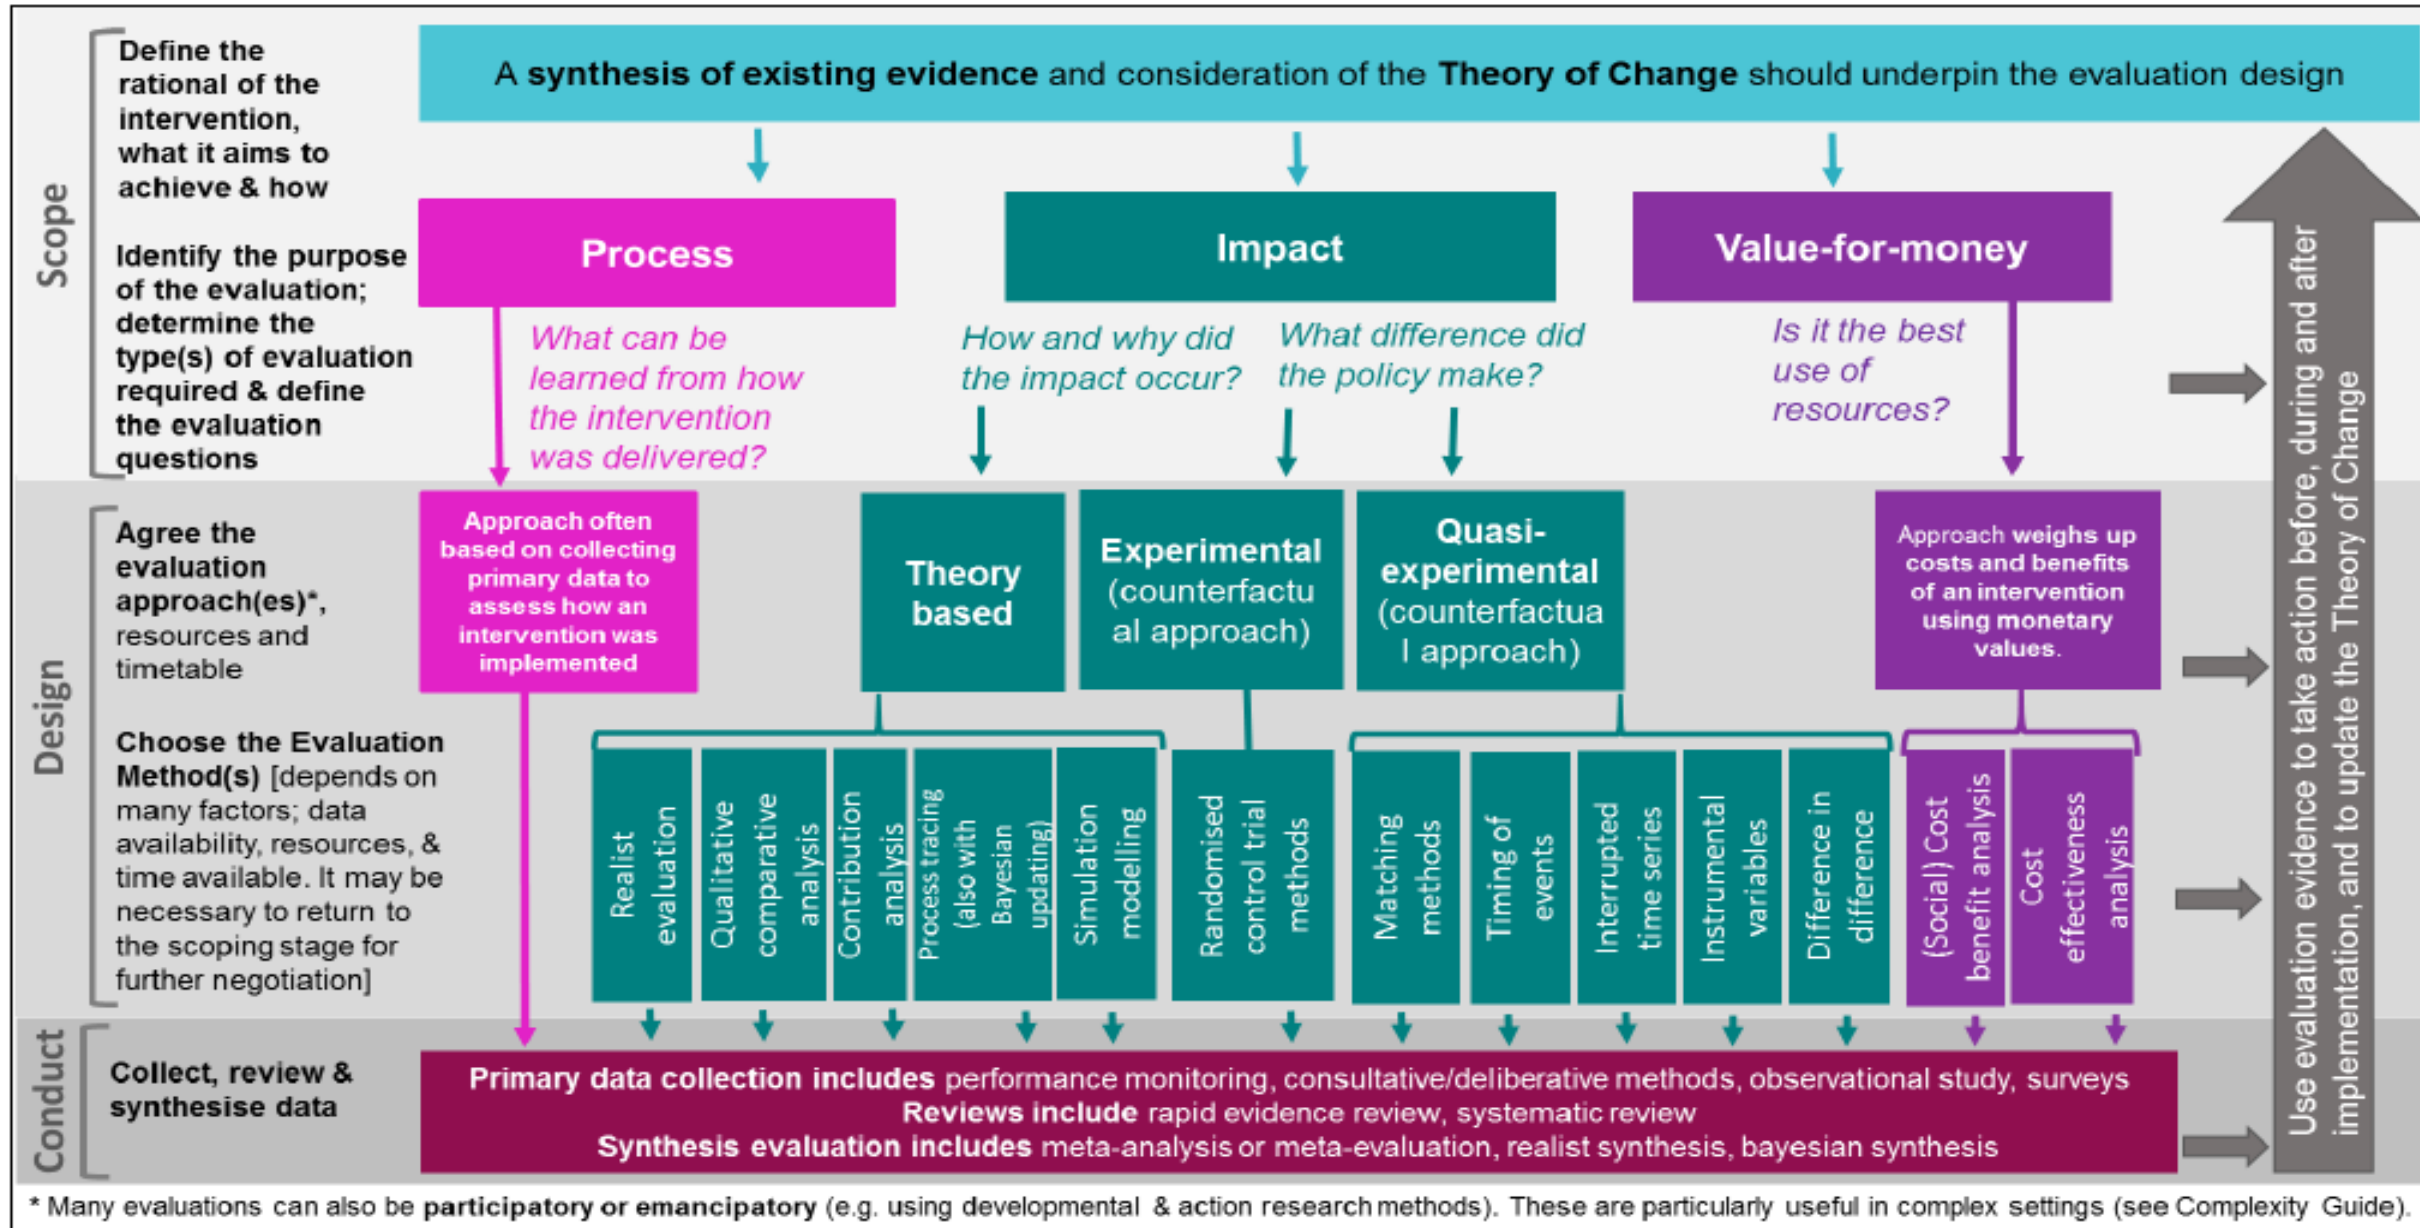 Scope
Define the
rational of the
intervention,
what it aims to
achieve & how
Identify the purpose
of the evaluation;
determine the
type(s) of evaluation
required & define
the evaluation
questions
A synthesis of existing evidence and consideration of the Theory of Change should underpin the evaluation design
Process
Impact
Value-for-money
What can be
learned from how
the intervention
was delivered?
How and why did
the impact occur?
What difference did
the policy make?
Is it the best
use of
resources?
Design
Agree the
evaluation
approach(es)*,
resources and
timetable
Choose the Evaluation
Method(s) [depends on
many factors; data
availability, resources, &
time available. It may be
necessary to return to
the scoping stage for
further negotiation]
Approach often
based on collecting
primary data to
assess how an
intervention was
implemented
Theory
based
Experimental
(counterfactu
al approach)
Quasi-
experimental
(counterfactua
l approach)
Approach weighs up
costs and benefits
of an intervention
using monetary
values.
Realist
evaluation
Qualitative
comparative
analysis
Contribution
analysis
Process tracing
(also with
Bayesian
updating)
Simulation
modelling
Randomised
control trial
methods
Matching
methods
Timing of
events
Interrupted
time series
Instrumental
variables
Difference in
difference
(Social) Cost
benefit analysis
Cost
effectiveness
analysis
Conduct
Collect, review &
synthesise data
Primary data collection includes performance monitoring, consultative/deliberative methods, observational study, surveys
Reviews include rapid evidence review, systematic review
Synthesis evaluation includes meta-analysis or meta-evaluation, realist synthesis, bayesian synthesis
Use evaluation evidence to take action before, during and after
implementation, and to update the Theory of Change
* Many evaluations can also be participatory or emancipatory (e.g. using developmental & action research methods). These are particularly useful in complex settings (see Complexity Guide).